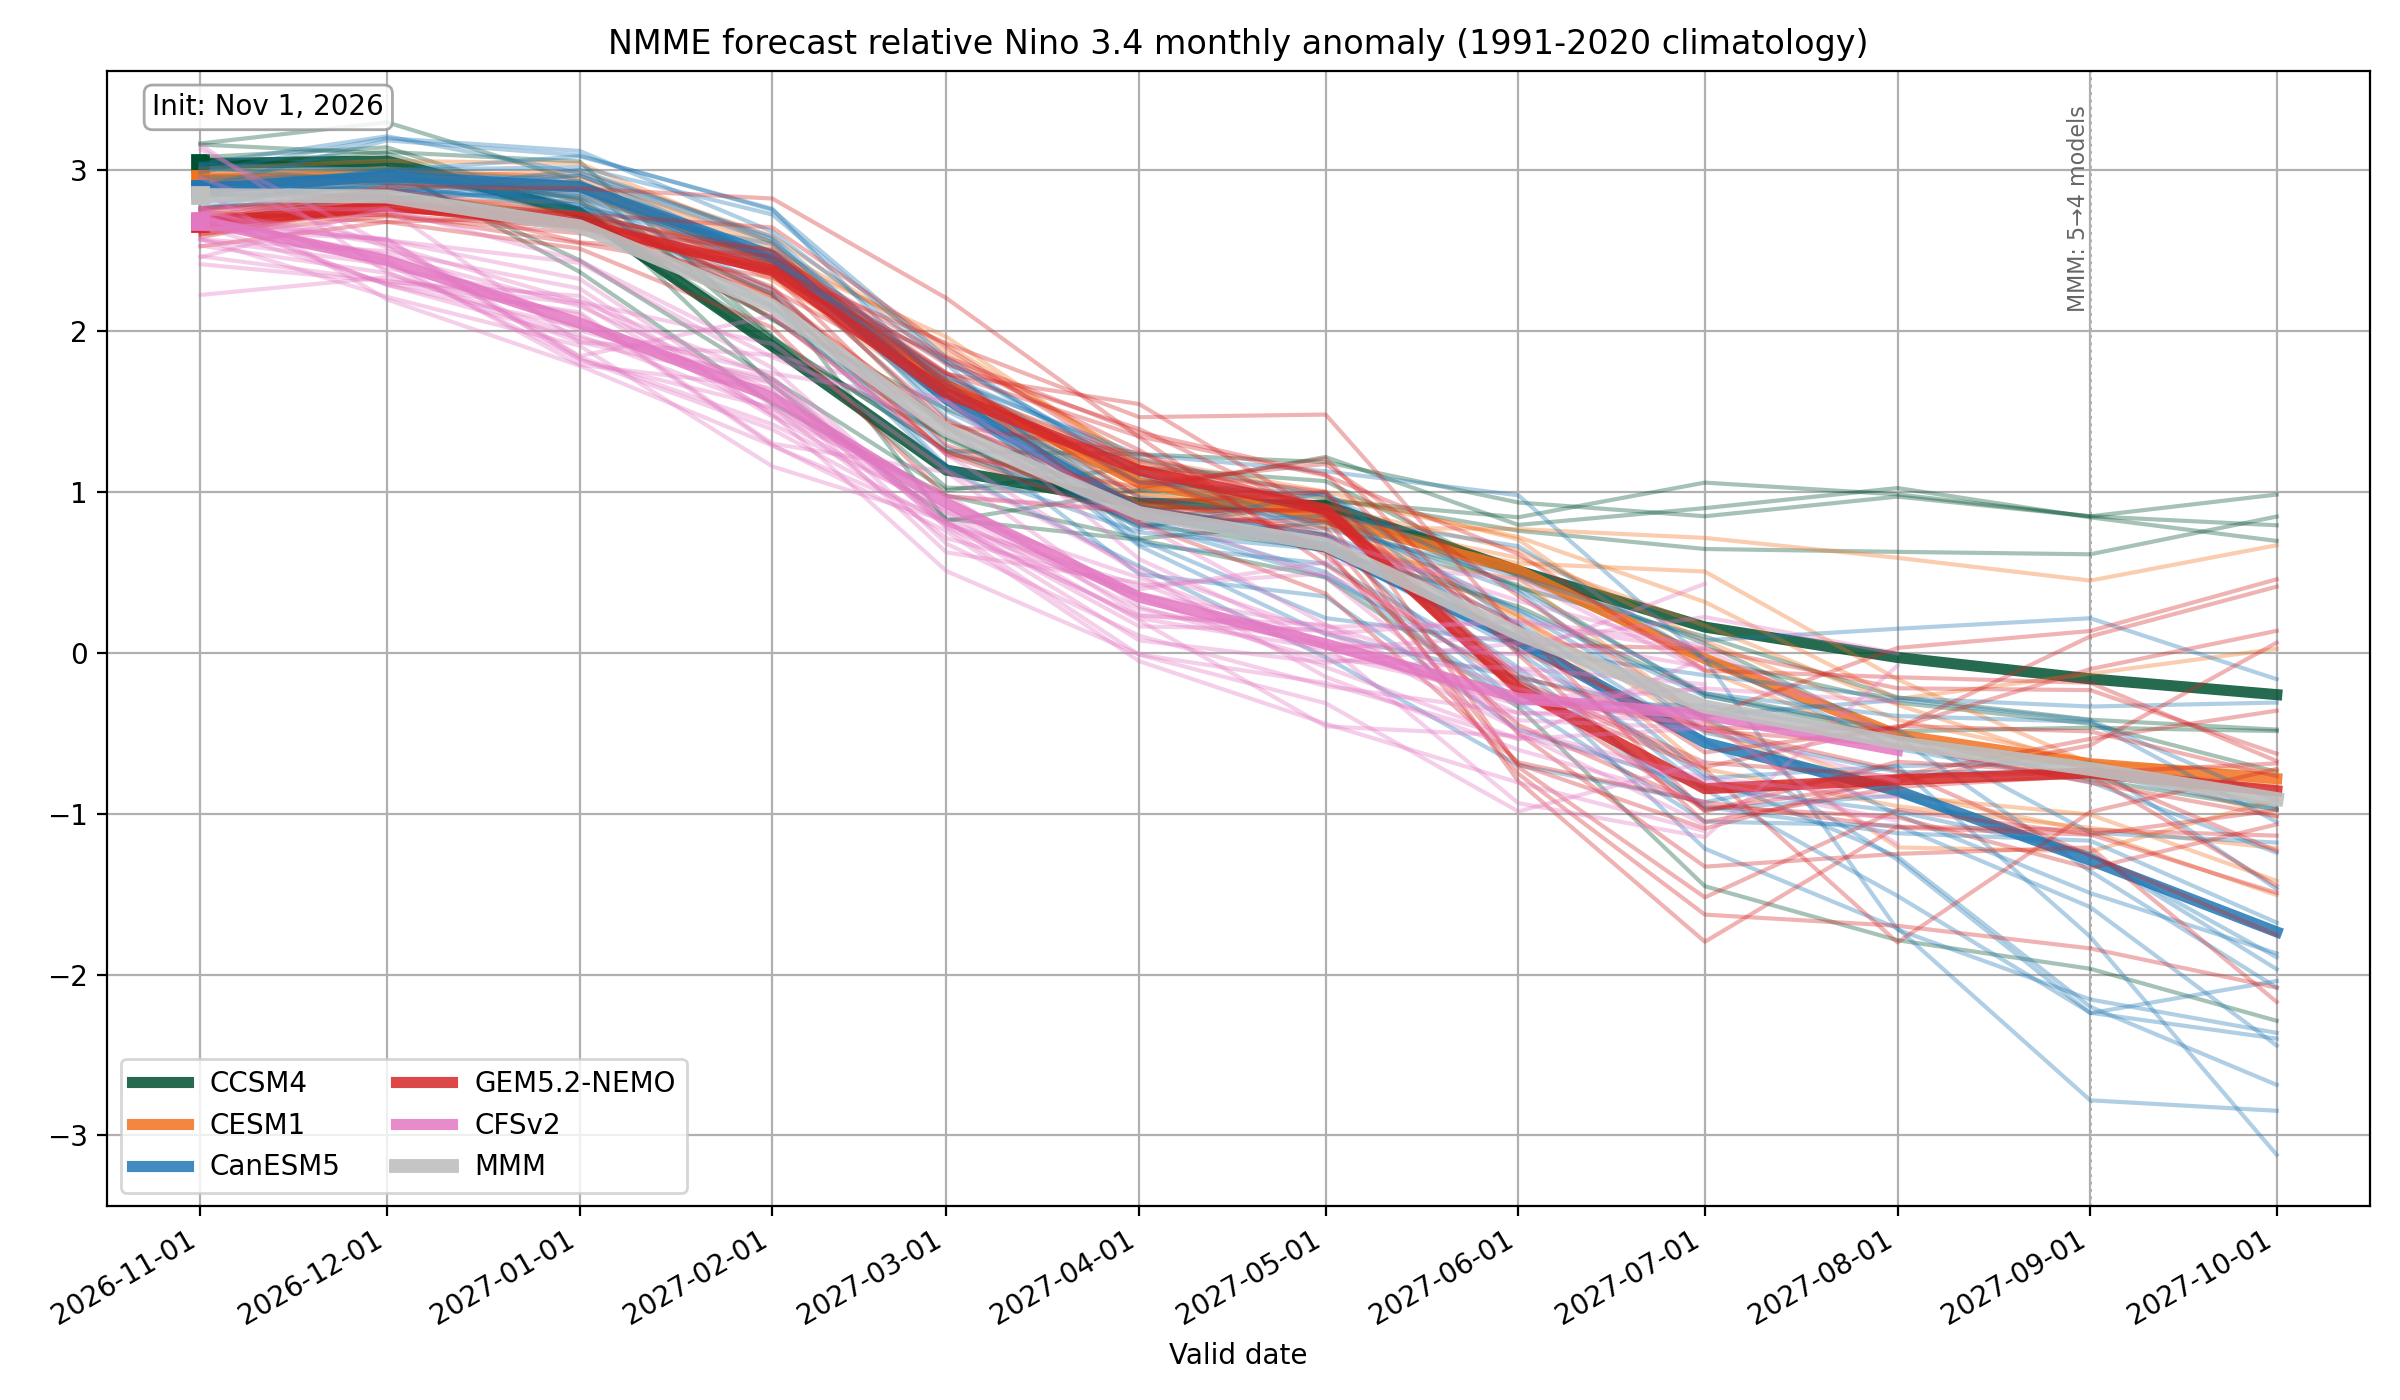 NMME forecast relative Nino 3.4 monthly anomaly (1991-2020 climatology)
Init: Nov 1, 2026
MMM: 5→4 models
3
2
1
0
−1
−2
−3
CCSM4
CESM1
CanESM5
GEM5.2-NEMO
CFSv2
MMM
2026-11-01
2026-12-01
2027-01-01
2027-02-01
2027-03-01
2027-04-01
2027-05-01
2027-06-01
2027-07-01
2027-08-01
2027-09-01
2027-10-01
Valid date